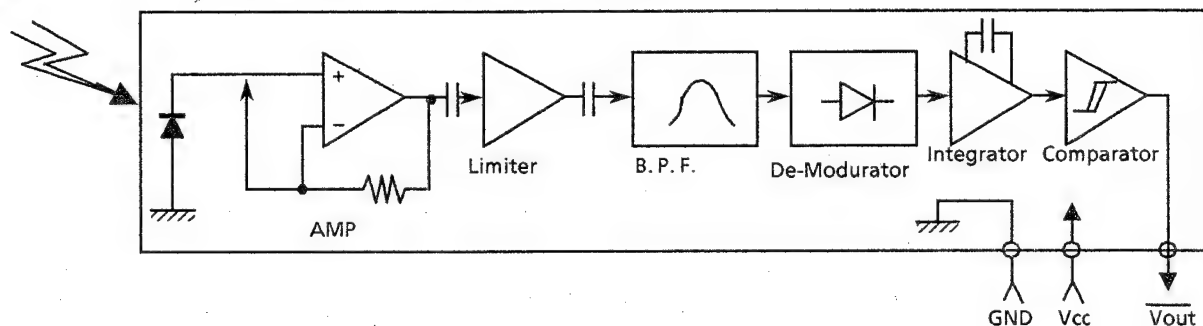 +
−
Limiter
B. P. F.
De-Modurator
Integrator
Comparator
AMP
GND
Vcc
Vout